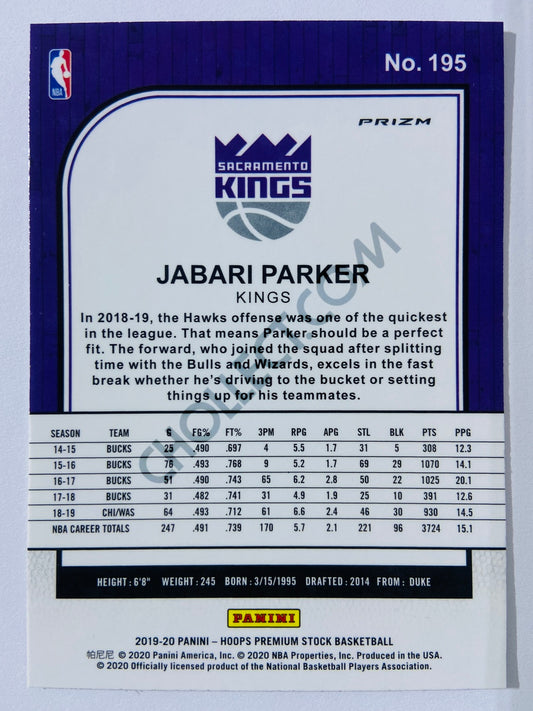 NBA
No. 195
PRIZM
SACRAMENTO
KINGS
JABARI PARKER
KINGS
In 2018-19, the Hawks offense was one of the quickest
in the league. That means Parker should be a perfect
fit. The forward, who joined the squad after splitting
time with the Bulls and Wizards, excels in the fast
break whether he's driving to the bucket or setting
things up for his teammates.
CHOLLECT.COM
SEASON TEAM G FG% FT% 3PM RPG APG STL BLK PTS PPG
14-15 BUCKS 25 .490 .697 4 5.5 1.7 31 5 308 12.3
15-16 BUCKS 76 .493 .768 9 5.2 1.7 69 29 1070 14.1
16-17 BUCKS 51 .490 .743 65 6.2 2.8 50 22 1025 20.1
17-18 BUCKS 31 .482 .741 31 4.9 1.9 25 10 391 12.6
18-19 CHI/WAS 64 .493 .712 61 6.6 2.4 46 30 930 14.5
NBA CAREER TOTALS 247 .491 .739 170 5.7 2.1 221 96 3724 15.1
HEIGHT: 6'8" WEIGHT: 245 BORN: 3/15/1995 DRAFTED: 2014 FROM: DUKE
PANINI
2019-20 PANINI – HOOPS PREMIUM STOCK BASKETBALL
帕尼尼 © 2020 Panini America, Inc. © 2020 NBA Properties, Inc. Produced in the USA.
© 2020 Officially licensed product of the National Basketball Players Association.